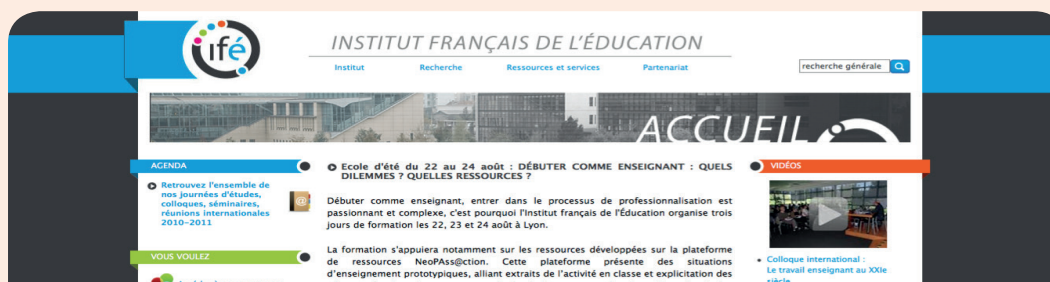 ifé
INSTITUT FRANÇAIS DE L'ÉDUCATION
Institut Recherche Ressources et services Partenariat
recherche générale
ACCUEIL
AGENDA
Retrouvez l'ensemble de
nos journées d'études,
colloques, séminaires,
réunions internationales
2010-2011
VOUS VOULEZ
Ecole d'été du 22 au 24 août : DÉBUTER COMME ENSEIGNANT : QUELS
DILEMMES ? QUELLES RESSOURCES ?
Débuter comme enseignant, entrer dans le processus de professionnalisation est
passionnant et complexe, c'est pourquoi l'Institut français de l'Éducation organise trois
jours de formation les 22, 23 et 24 août à Lyon.
La formation s'appuiera notamment sur les ressources développées sur la plateforme
de ressources NeoPAss@ction. Cette plateforme présente des situations
d'enseignement prototypiques, alliant extraits de l'activité en classe et explicitation des
VIDÉOS
Colloque international :
Le travail enseignant au XXIe
siècle